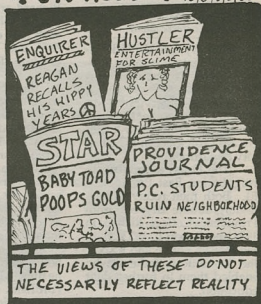 ENQUIRER
REAGAN
RECALLS
HIS HIPPY
YEARS
HUSTLER
ENTERTAINMENT
FOR SLIME
STAR
BABY TOAD
POOPS GOLD
PROVIDENCE
JOURNAL
P.C. STUDENTS
RUIN NEIGHBORHOOD
THE VIEWS OF THESE DO NOT
NECESSARILY REFLECT REALITY